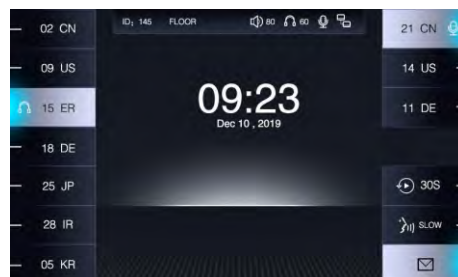 02 CN
09 US
15 ER
18 DE
25 JP
28 IR
05 KR
ID: 145 FLOOR 80 60
09:23
Dec 10, 2019
21 CN
14 US
11 DE
30S
SLOW